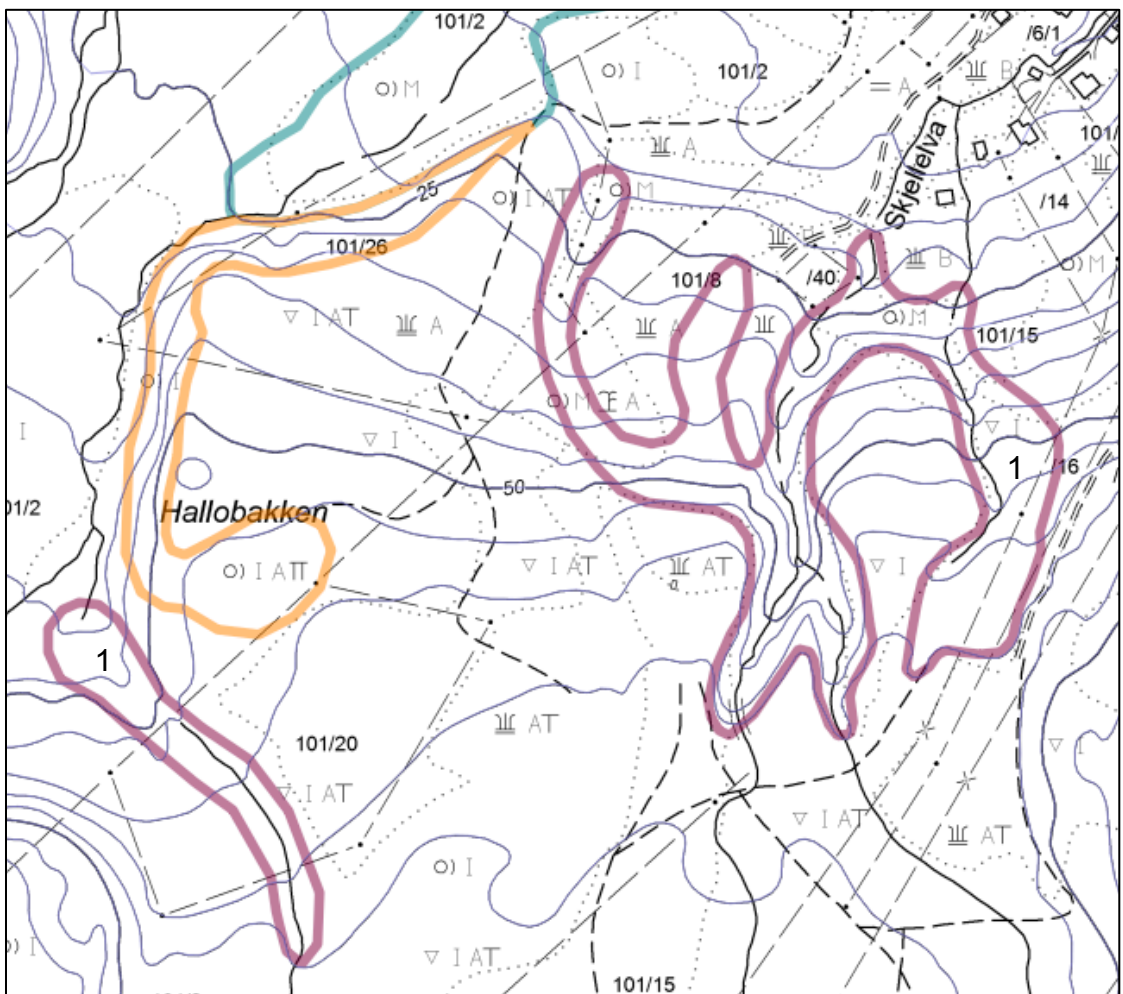 101/2
/6/1
O) I
101/2
B
O) M
A
101/
A
Skjellelva
25
O) I AT
O) M
/14
101/26
B
101/8
/40
O) M
I AT
A
A
O) M
101/15
O) I
O) M
A
I
I
I
1
/16
50
01/2
Hallobakken
O) I AT
I AT
AT
I
1
AT
101/20
I
I AT
I AT
AT
O) I
) I
I AT
101/15